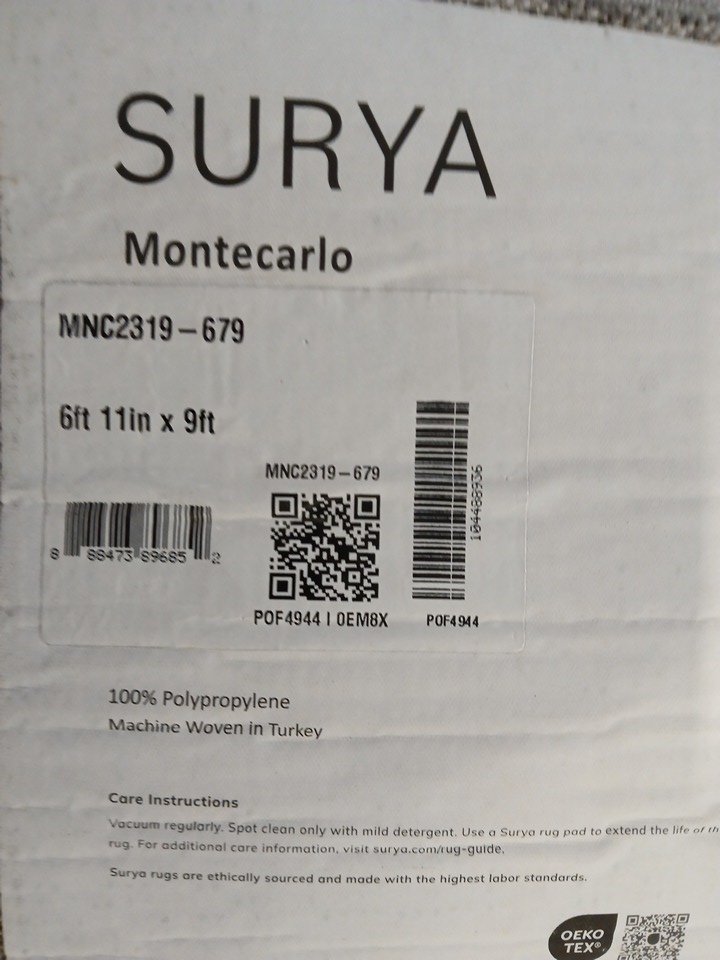 SURYA
Montecarlo
MNC2319-679
6ft 11in x 9ft
MNC2319-679
8 88473 89685 2
104488936
POF4944 | 0EM8X
POF4944
100% Polypropylene
Machine Woven in Turkey
Care Instructions
Vacuum regularly. Spot clean only with mild detergent. Use a Surya rug pad to extend the life of th
rug. For additional care information, visit surya.com/rug-guide.
Surya rugs are ethically sourced and made with the highest labor standards.
OEKO
TEX®